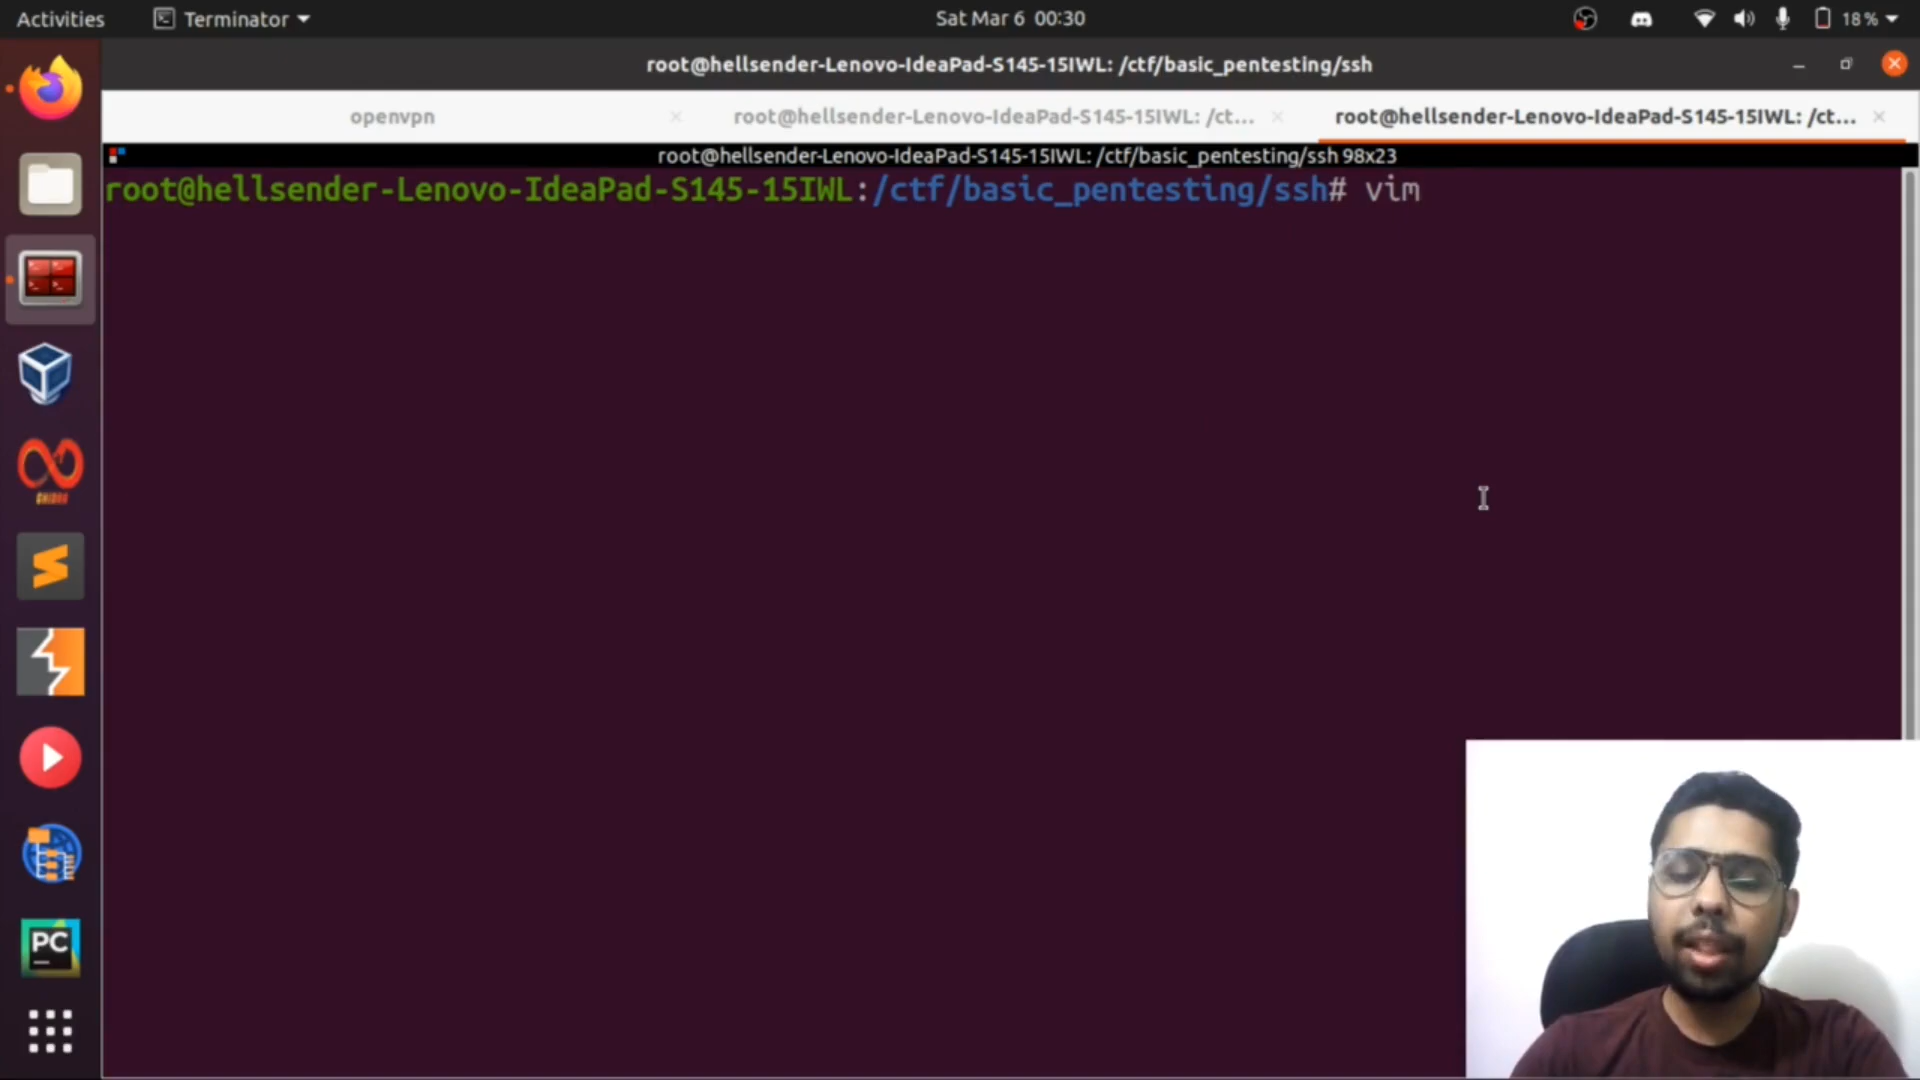 Activities
Terminator
Sat Mar 6 00:30
18%
root@hellsender-Lenovo-IdeaPad-S145-15IWL: /ctf/basic_pentesting/ssh
openvpn
root@hellsender-Lenovo-IdeaPad-S145-15IWL: /ct...
root@hellsender-Lenovo-IdeaPad-S145-15IWL: /ct...
root@hellsender-Lenovo-IdeaPad-S145-15IWL: /ctf/basic_pentesting/ssh 98x23
root@hellsender-Lenovo-IdeaPad-S145-15IWL:/ctf/basic_pentesting/ssh# vim
GHIDRA
PC